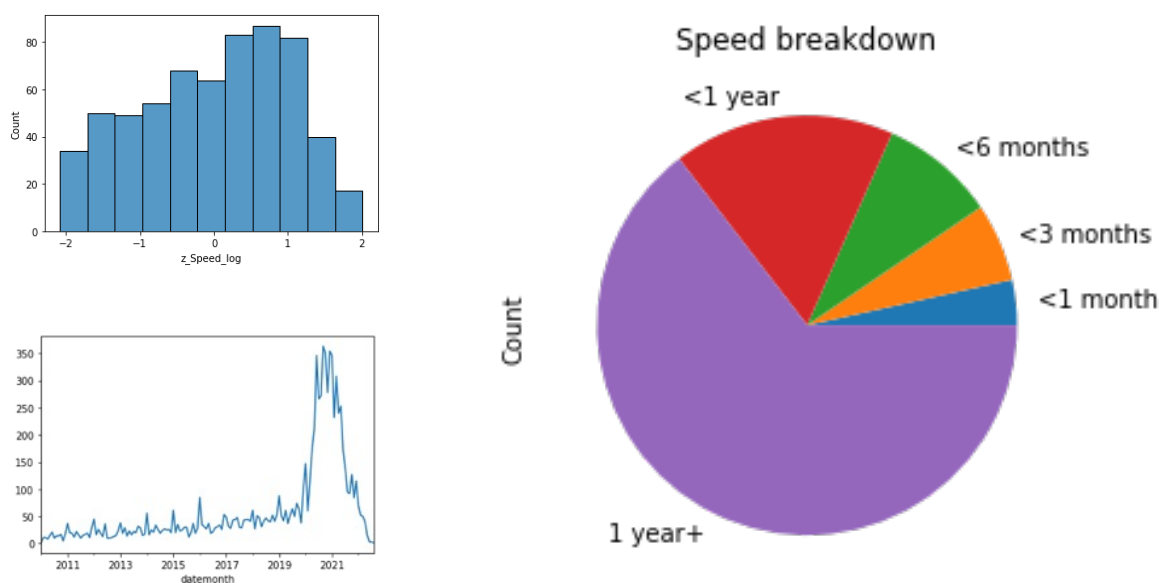 80
60
40
20
0
Count
−2 −1 0 1 2
z_Speed_log
350
300
250
200
150
100
50
0
2011 2013 2015 2017 2019 2021
datemonth
Speed breakdown
<1 year
<6 months
<3 months
<1 month
Count
1 year+